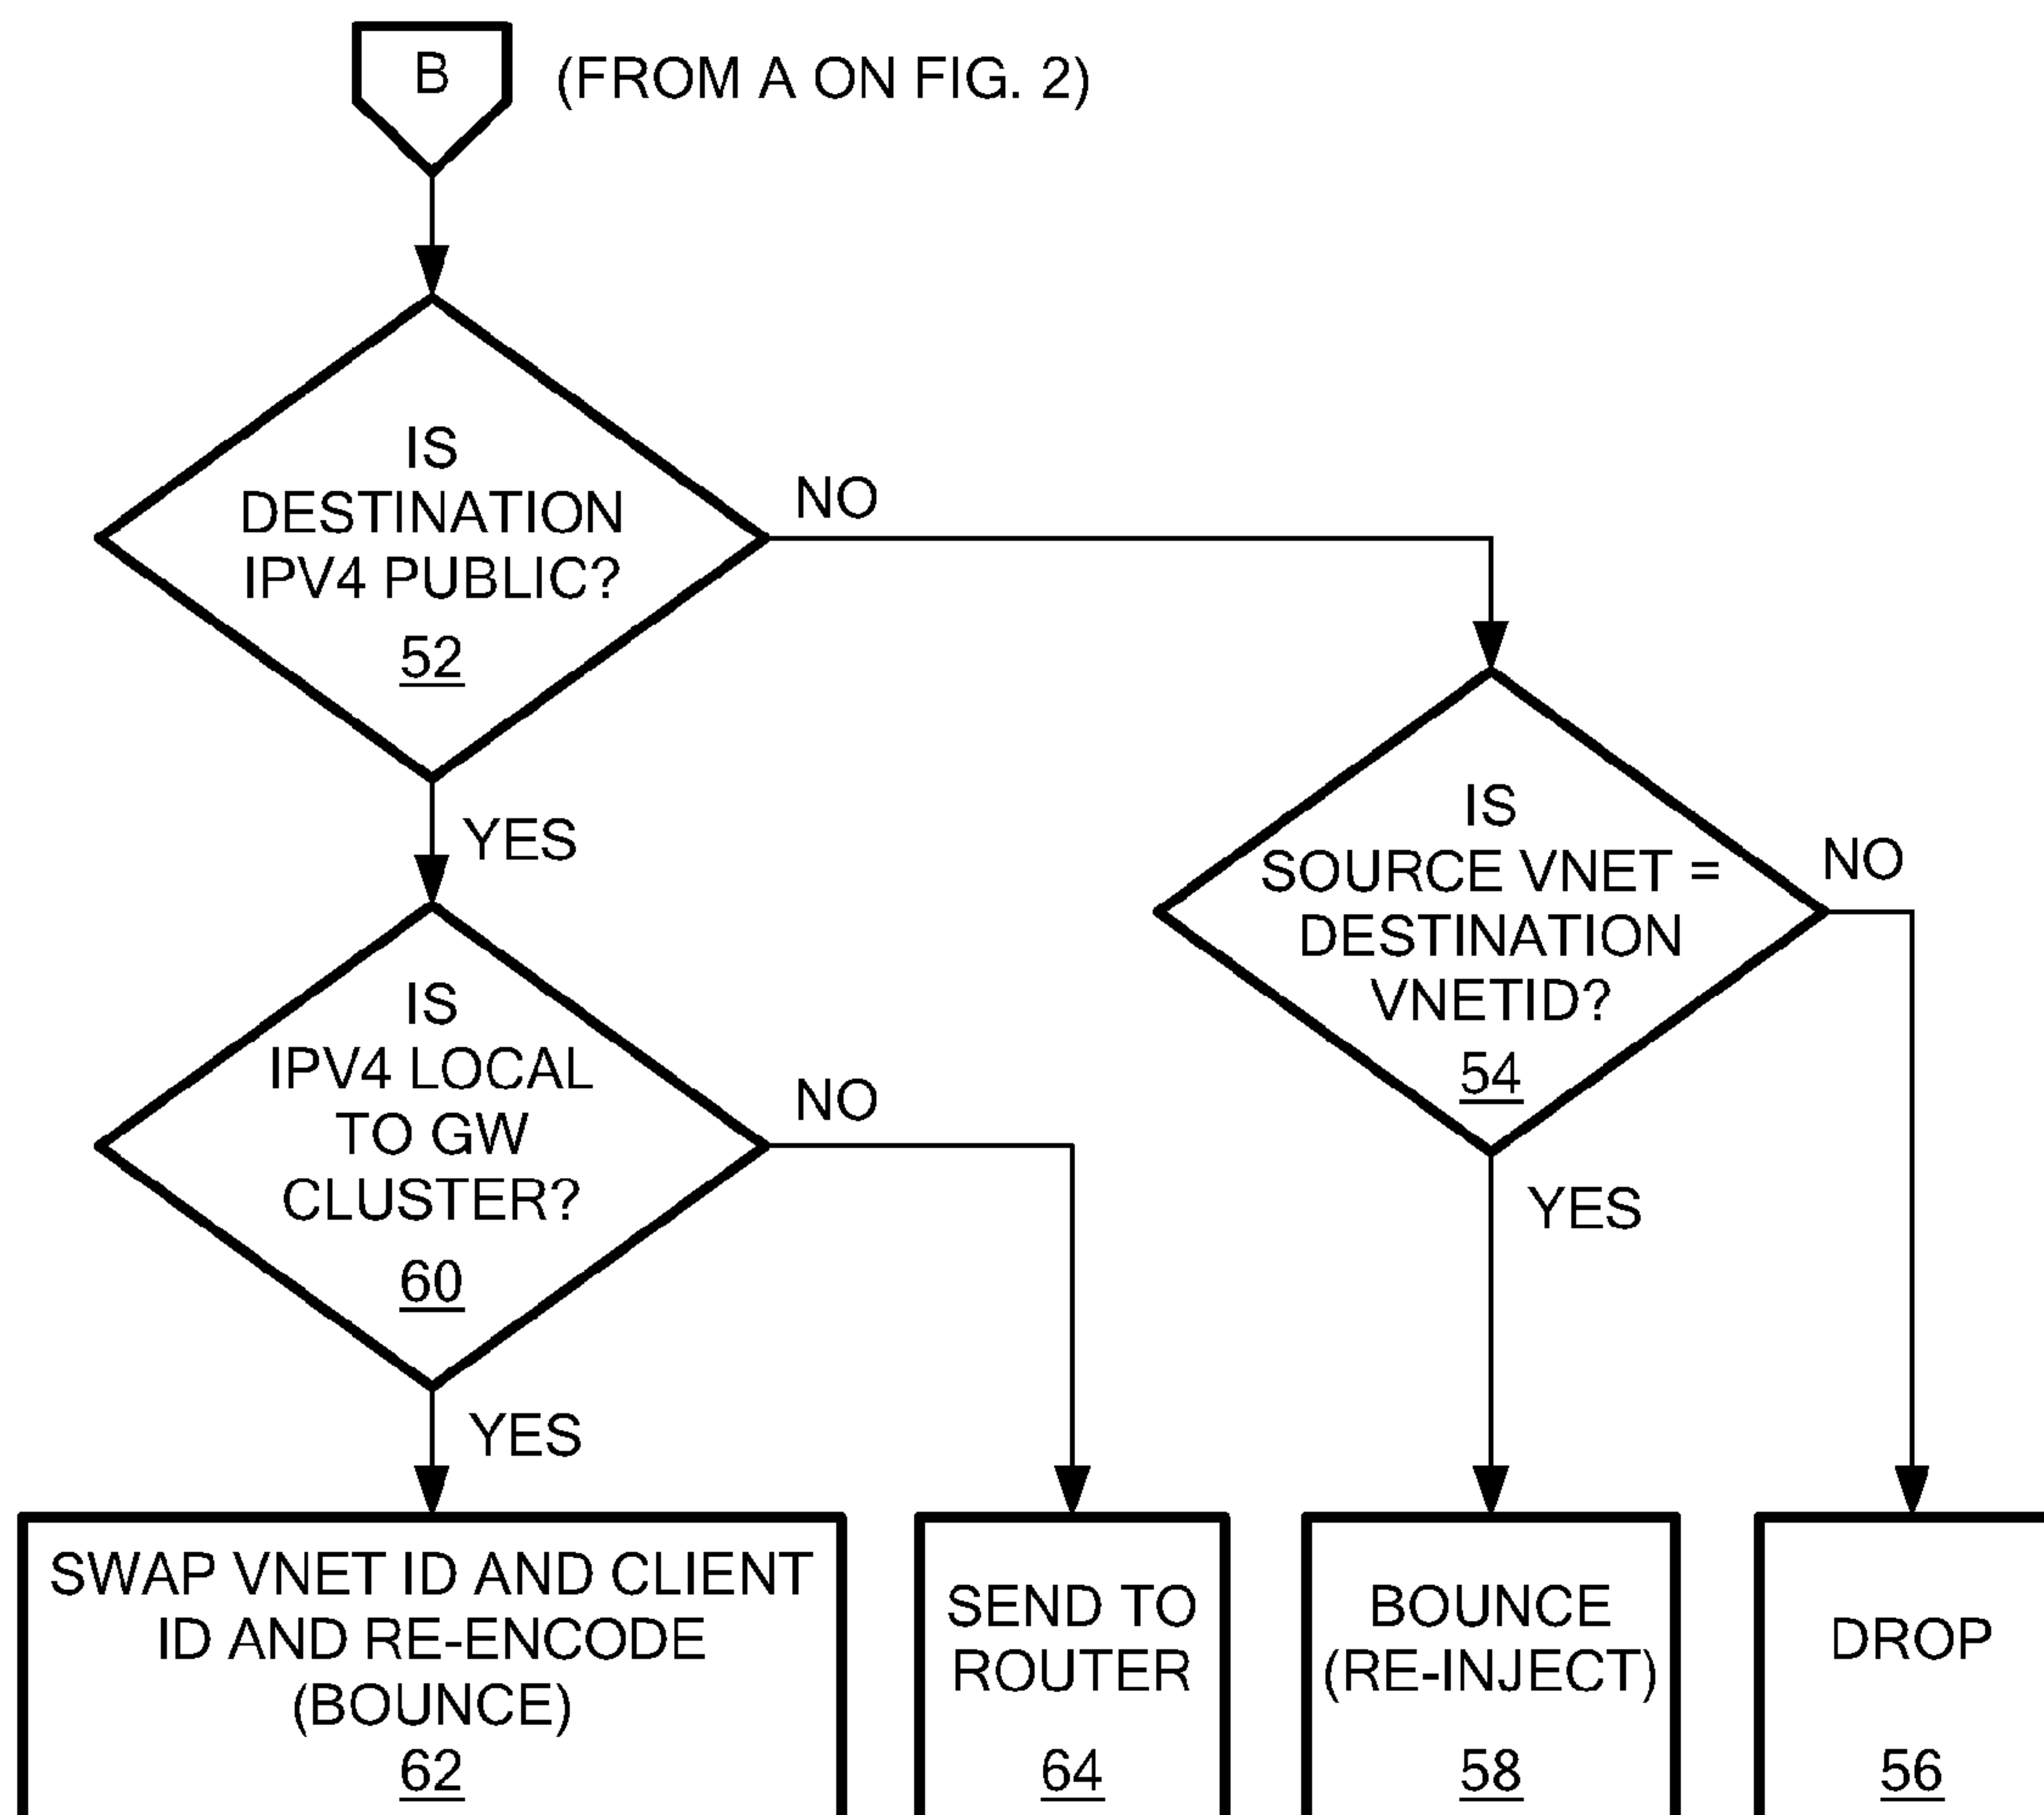 B
(FROM A ON FIG. 2)
IS
DESTINATION
IPV4 PUBLIC?
52
NO
YES
IS
SOURCE VNET =
DESTINATION
VNETID?
54
NO
YES
IS
IPV4 LOCAL
TO GW
CLUSTER?
60
NO
YES
SWAP VNET ID AND CLIENT
ID AND RE-ENCODE
(BOUNCE)
62
SEND TO
ROUTER
64
BOUNCE
(RE-INJECT)
58
DROP
56